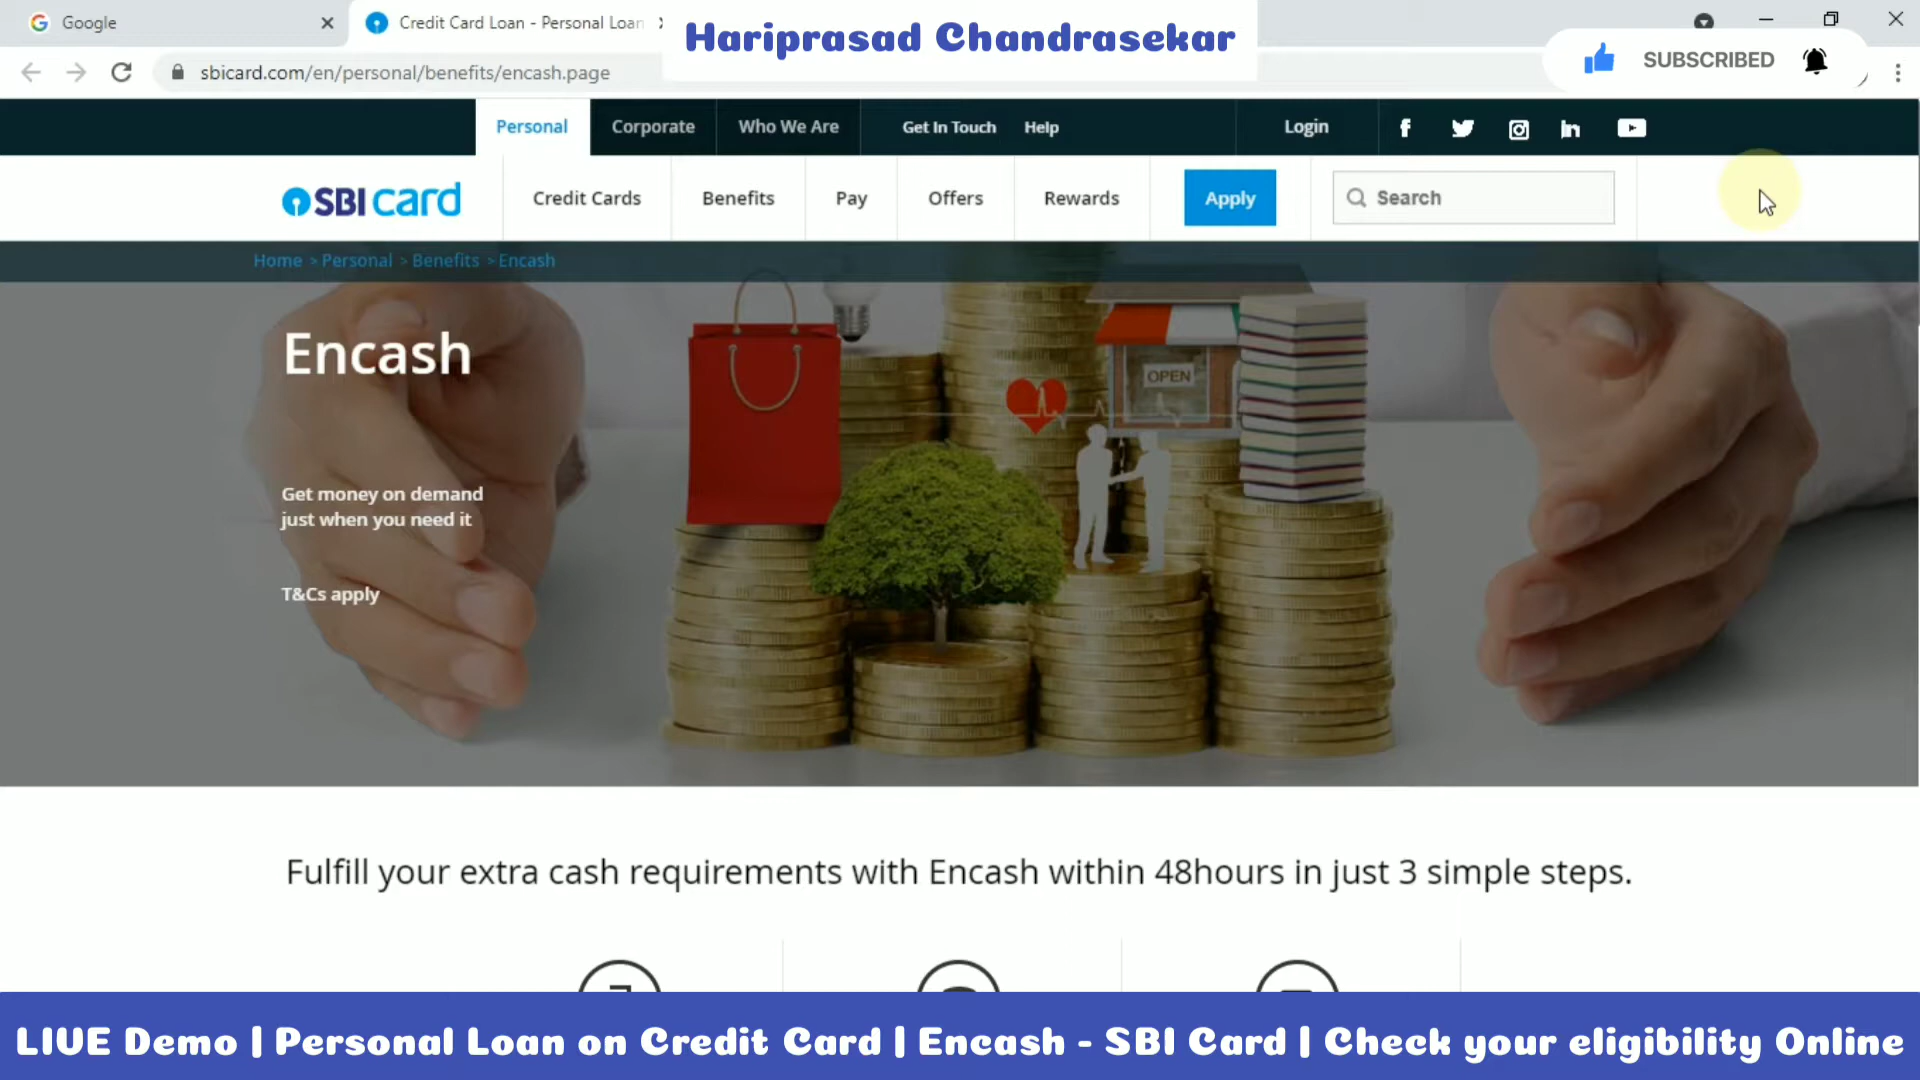 Google
Credit Card Loan - Personal Loan
Hariprasad Chandrasekar
SUBSCRIBED
sbicard.com/en/personal/benefits/encash.page
Personal
Corporate
Who We Are
Get In Touch
Help
Login
SBI card
Credit Cards
Benefits
Pay
Offers
Rewards
Apply
Search
Home > Personal > Benefits > Encash
Encash
OPEN
Get money on demand
just when you need it
T&Cs apply
Fulfill your extra cash requirements with Encash within 48hours in just 3 simple steps.
LIVE Demo | Personal Loan on Credit Card | Encash - SBI Card | Check your eligibility Online